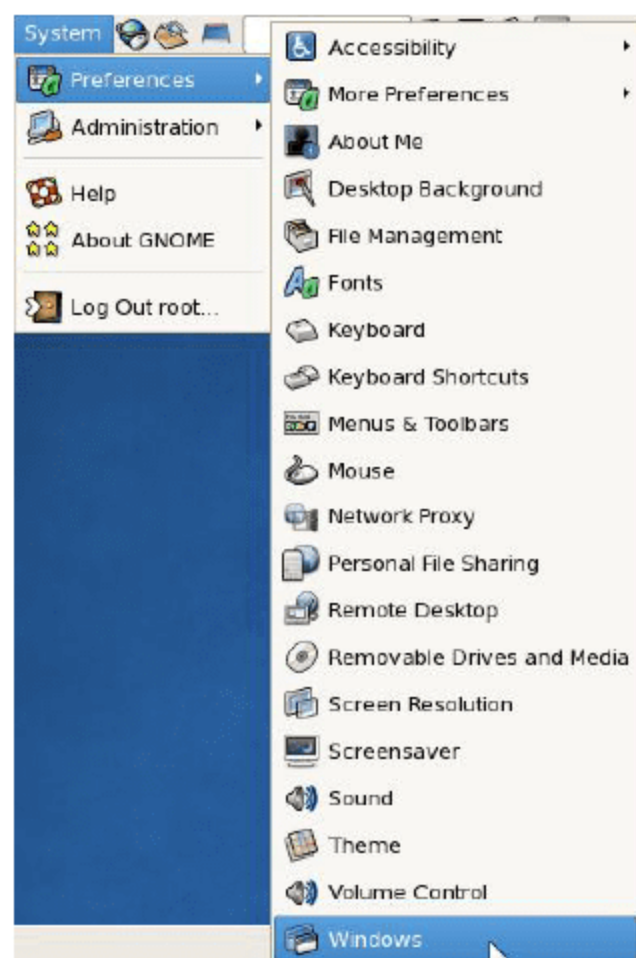 System
Preferences
Administration
Help
About GNOME
Log Out root...
Accessibility
More Preferences
About Me
Desktop Background
File Management
Fonts
Keyboard
Keyboard Shortcuts
Menus & Toolbars
Mouse
Network Proxy
Personal File Sharing
Remote Desktop
Removable Drives and Media
Screen Resolution
Screensaver
Sound
Theme
Volume Control
Windows